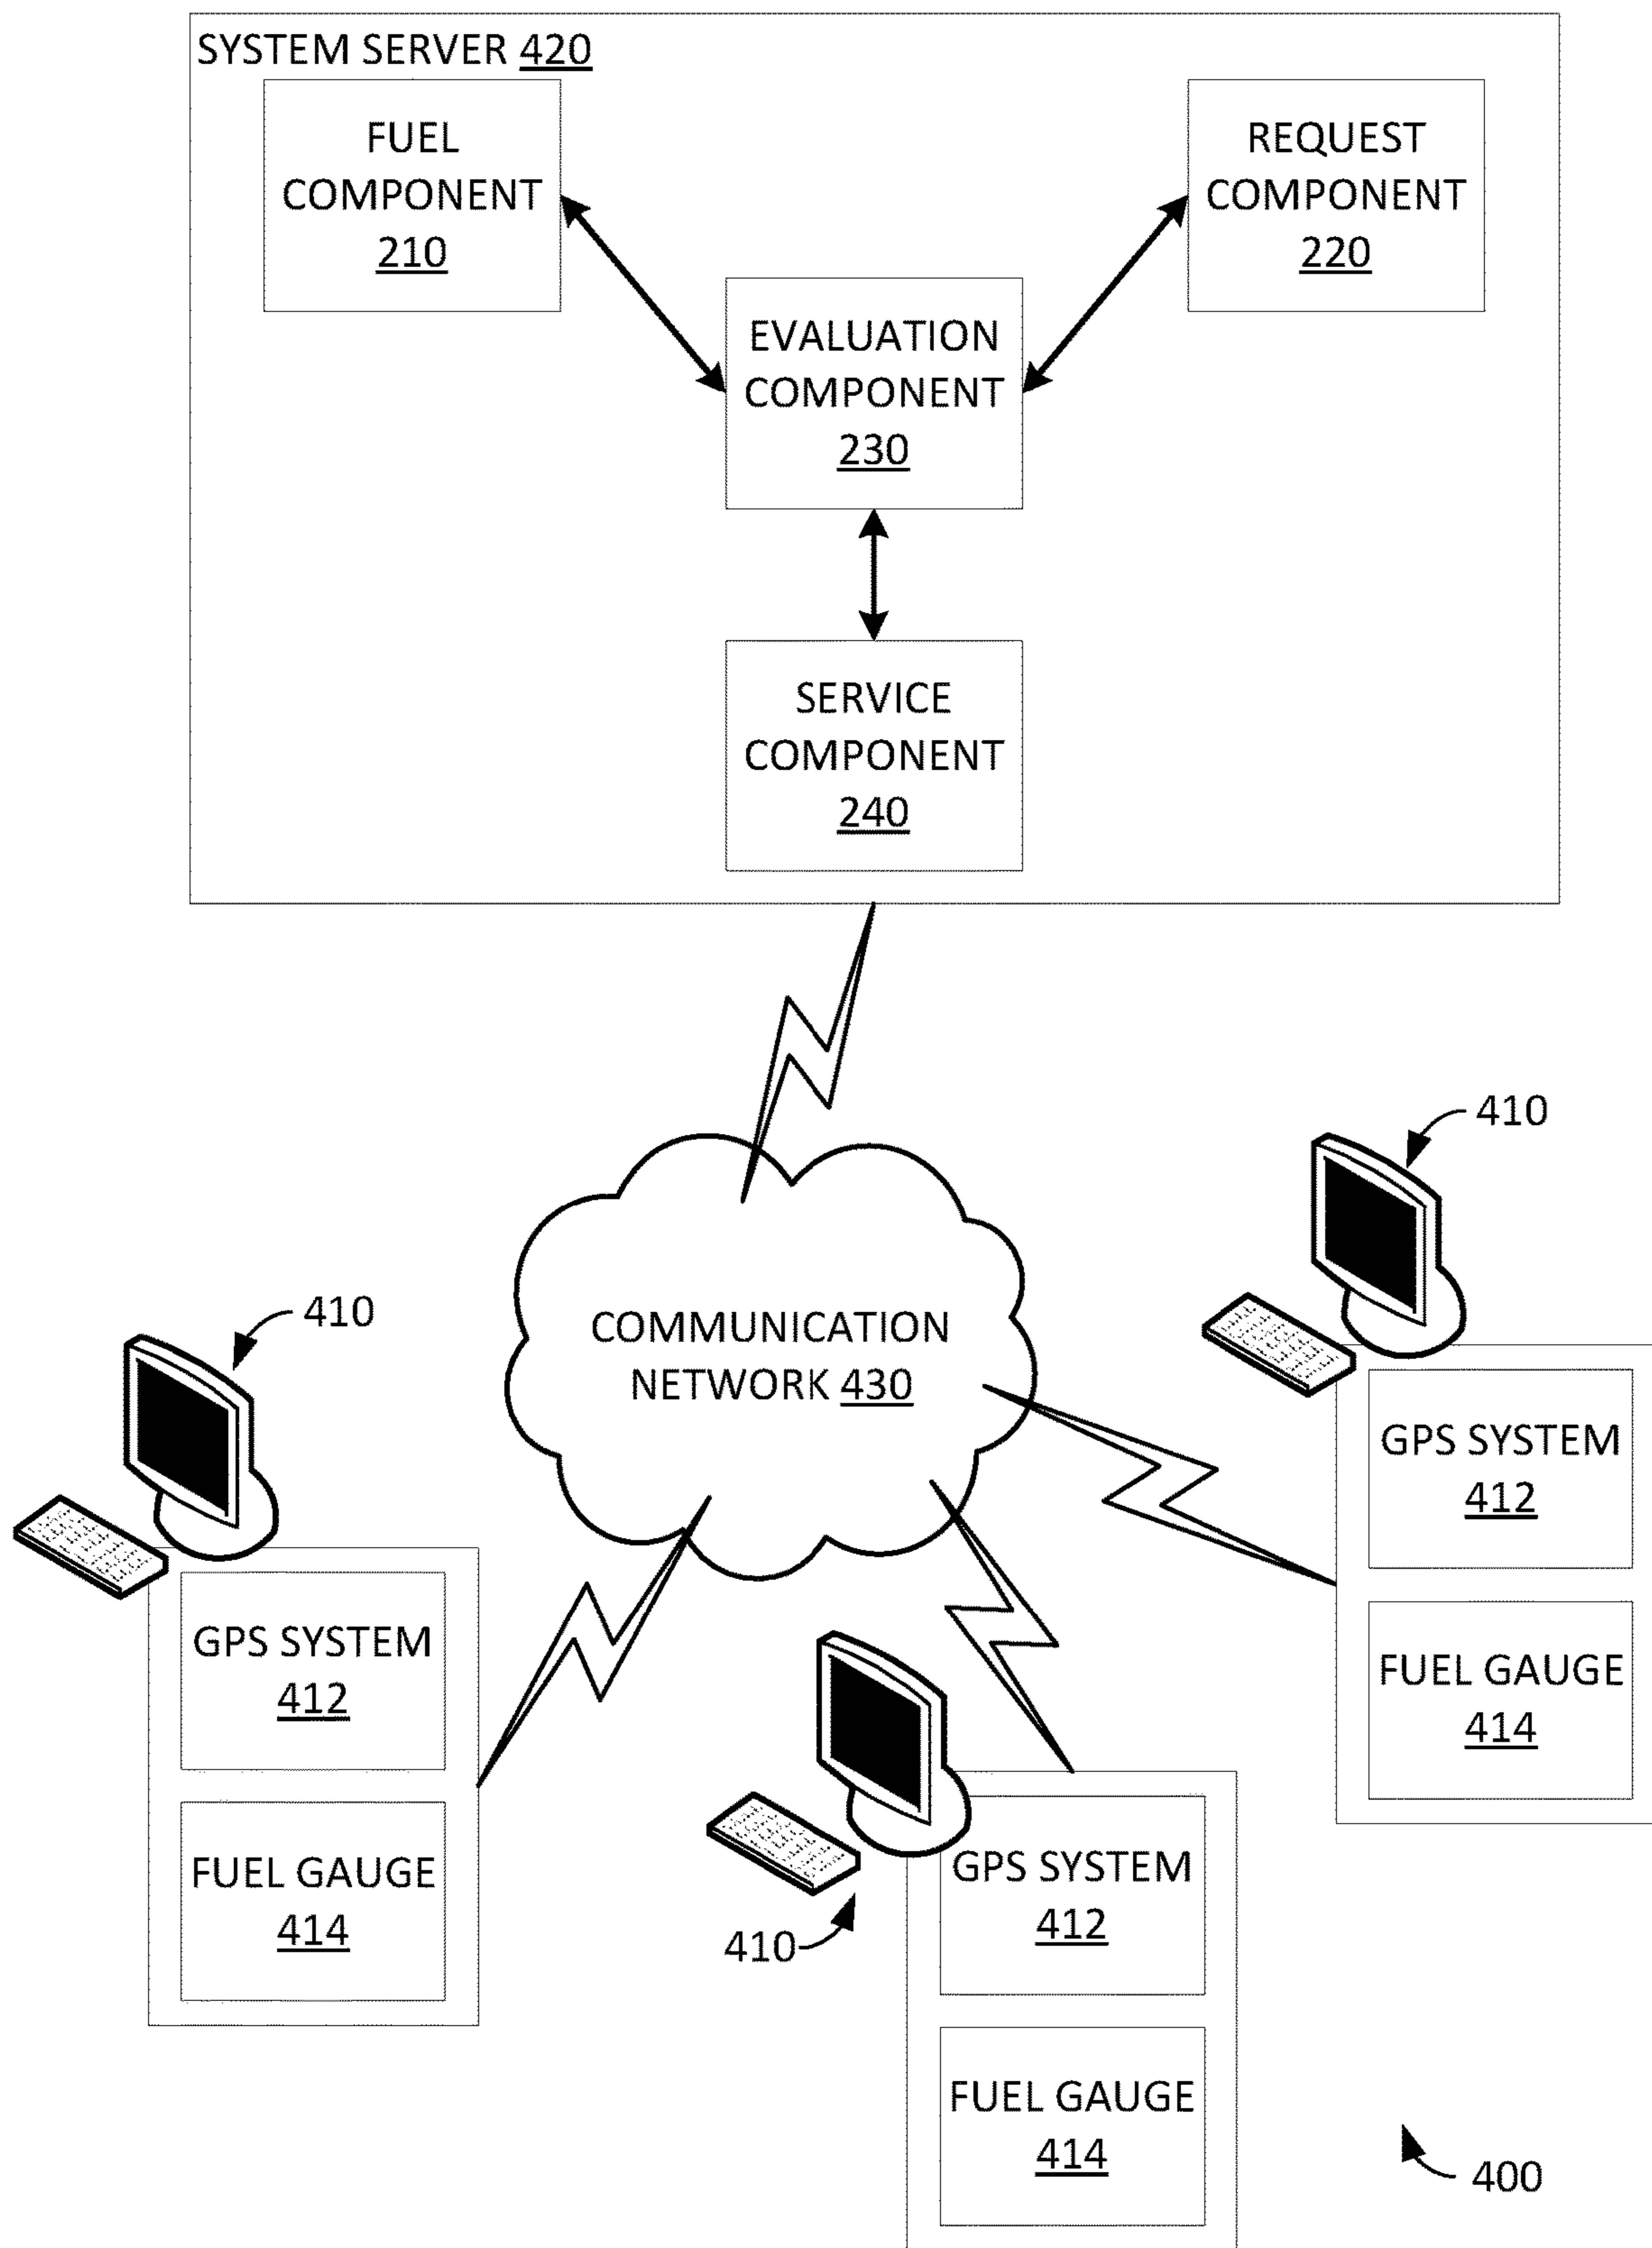 SYSTEM SERVER 420
FUEL
COMPONENT
210
REQUEST
COMPONENT
220
EVALUATION
COMPONENT
230
SERVICE
COMPONENT
240
COMMUNICATION
NETWORK 430
410
GPS SYSTEM
412
FUEL GAUGE
414
410
GPS SYSTEM
412
FUEL GAUGE
414
410
GPS SYSTEM
412
FUEL GAUGE
414
400